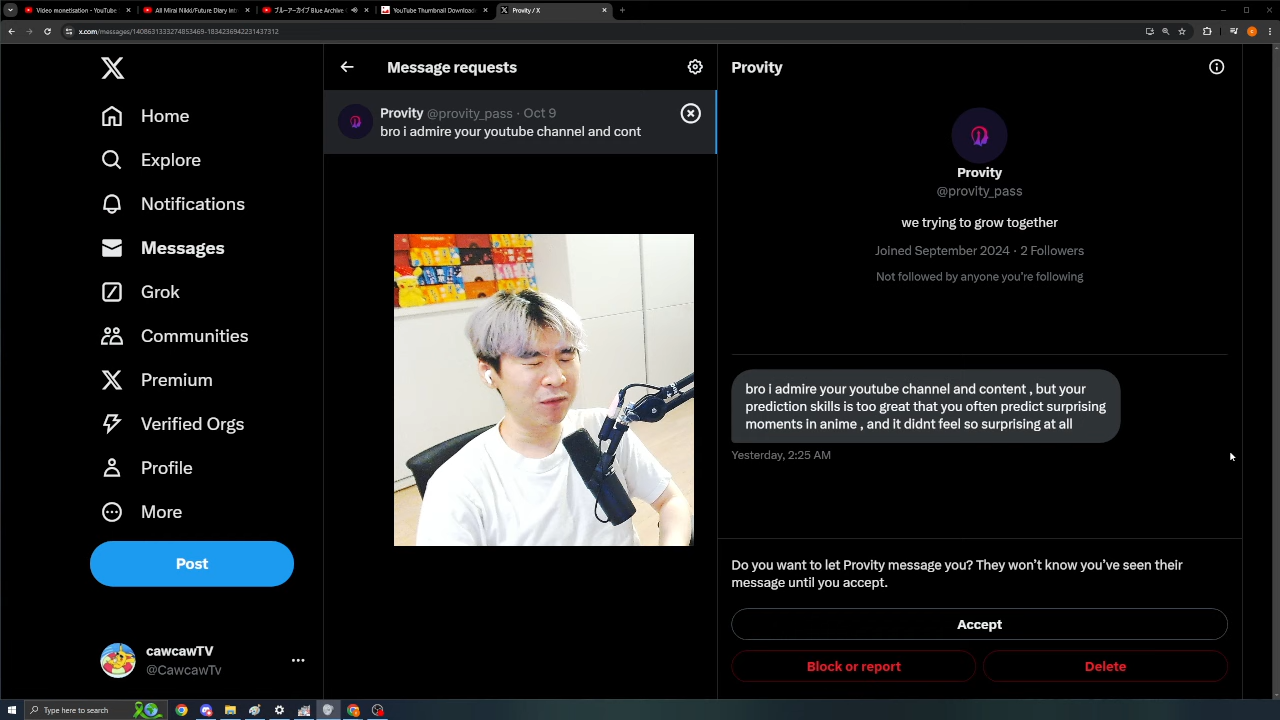 Video monetisation - YouTube
All Mirai Nikki/Future Diary Intr
ブルーアーカイブ Blue Archive
YouTube Thumbnail Download
Provity / X
x.com/messages/1408631333274853469-1834236942231437312
Home
Explore
Notifications
Messages
Grok
Communities
Premium
Verified Orgs
Profile
More
Post
cawcawTV
@CawcawTv
Message requests
Provity @provity_pass · Oct 9
bro i admire your youtube channel and cont
Provity
Provity
@provity_pass
we trying to grow together
Joined September 2024 · 2 Followers
Not followed by anyone you’re following
bro i admire your youtube channel and content , but your
prediction skills is too great that you often predict surprising
moments in anime , and it didnt feel so surprising at all
Yesterday, 2:25 AM
Do you want to let Provity message you? They won’t know you’ve seen their
message until you accept.
Accept
Block or report
Delete
Type here to search